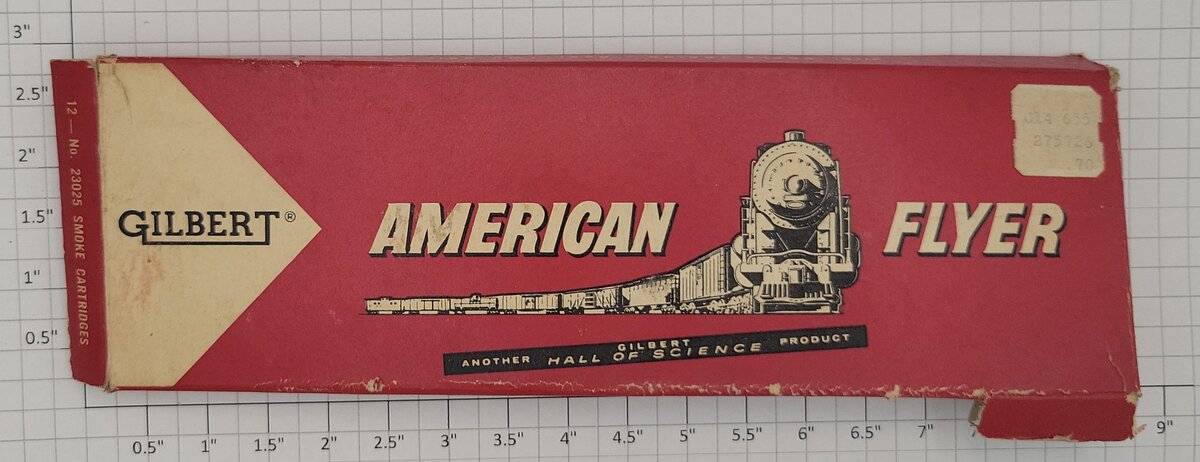 12 — No. 23025 SMOKE CARTRIDGES
GILBERT®
AMERICAN FLYER
ANOTHER GILBERT HALL OF SCIENCE PRODUCT
J14 635
275726
.70
3"
2.5"
2"
1.5"
1"
0.5"
0.5" 1" 1.5" 2" 2.5" 3" 3.5" 4" 4.5" 5" 5.5" 6" 6.5" 7" 9"